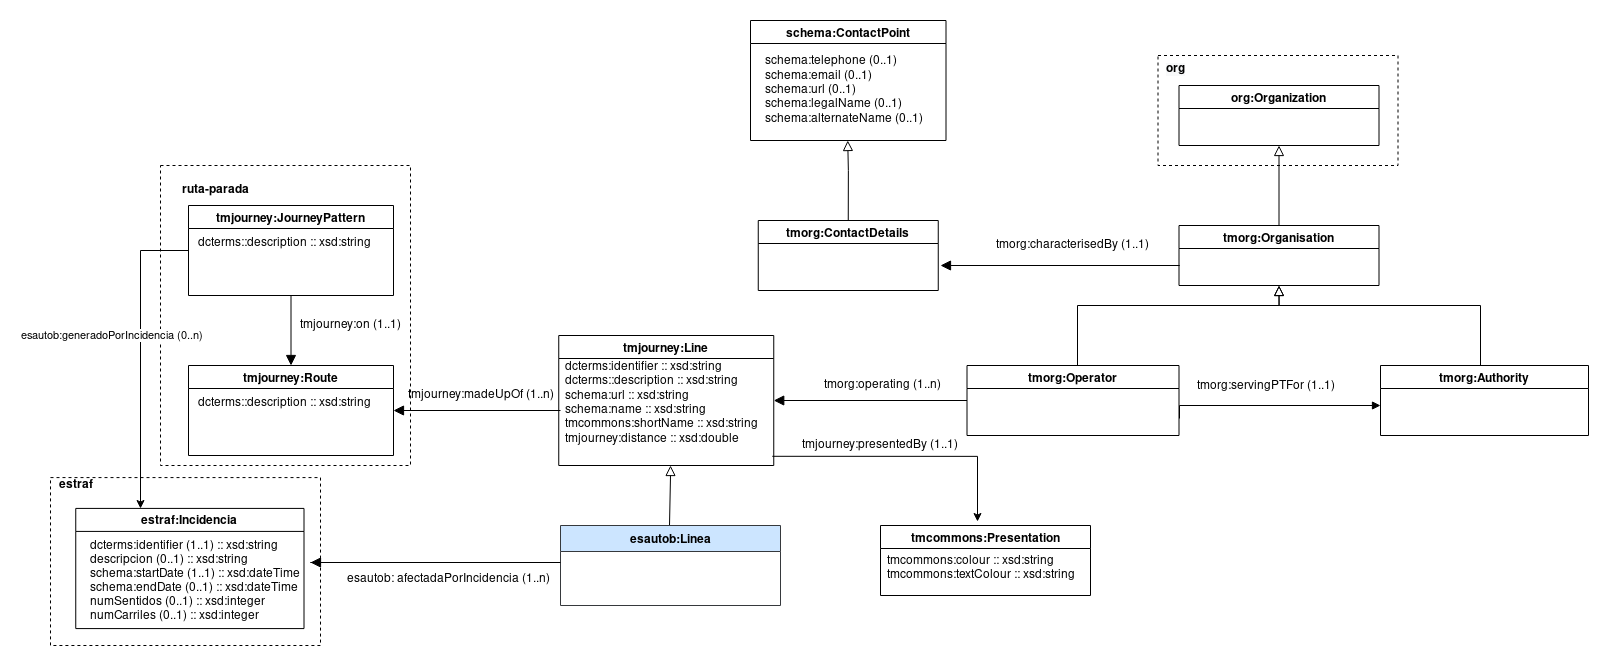 schema:ContactPoint
schema:telephone (0..1)
schema:email (0..1)
schema:url (0..1)
schema:legalName (0..1)
schema:alternateName (0..1)
org
org:Organization
ruta-parada
tmjourney:JourneyPattern
dcterms::description :: xsd:string
tmorg:ContactDetails
tmorg:characterisedBy (1..1)
tmorg:Organisation
esautob:generadoPorIncidencia (0..n)
tmjourney:on (1..1)
tmjourney:Route
dcterms::description :: xsd:string
tmjourney:madeUpOf (1..n)
tmjourney:Line
dcterms:identifier :: xsd:string
dcterms::description :: xsd:string
schema:url :: xsd:string
schema:name :: xsd:string
tmcommons:shortName :: xsd:string
tmjourney:distance :: xsd:double
tmorg:operating (1..n)
tmorg:Operator
tmorg:servingPTFor (1..1)
tmorg:Authority
tmjourney:presentedBy (1..1)
estraf
estraf:Incidencia
dcterms:identifier (1..1) :: xsd:string
descripcion (0..1) :: xsd:string
schema:startDate (1..1) :: xsd:dateTime
schema:endDate (0..1) :: xsd:dateTime
numSentidos (0..1) :: xsd:integer
numCarriles (0..1) :: xsd:integer
esautob: afectadaPorIncidencia (1..n)
esautob:Linea
tmcommons:Presentation
tmcommons:colour :: xsd:string
tmcommons:textColour :: xsd:string